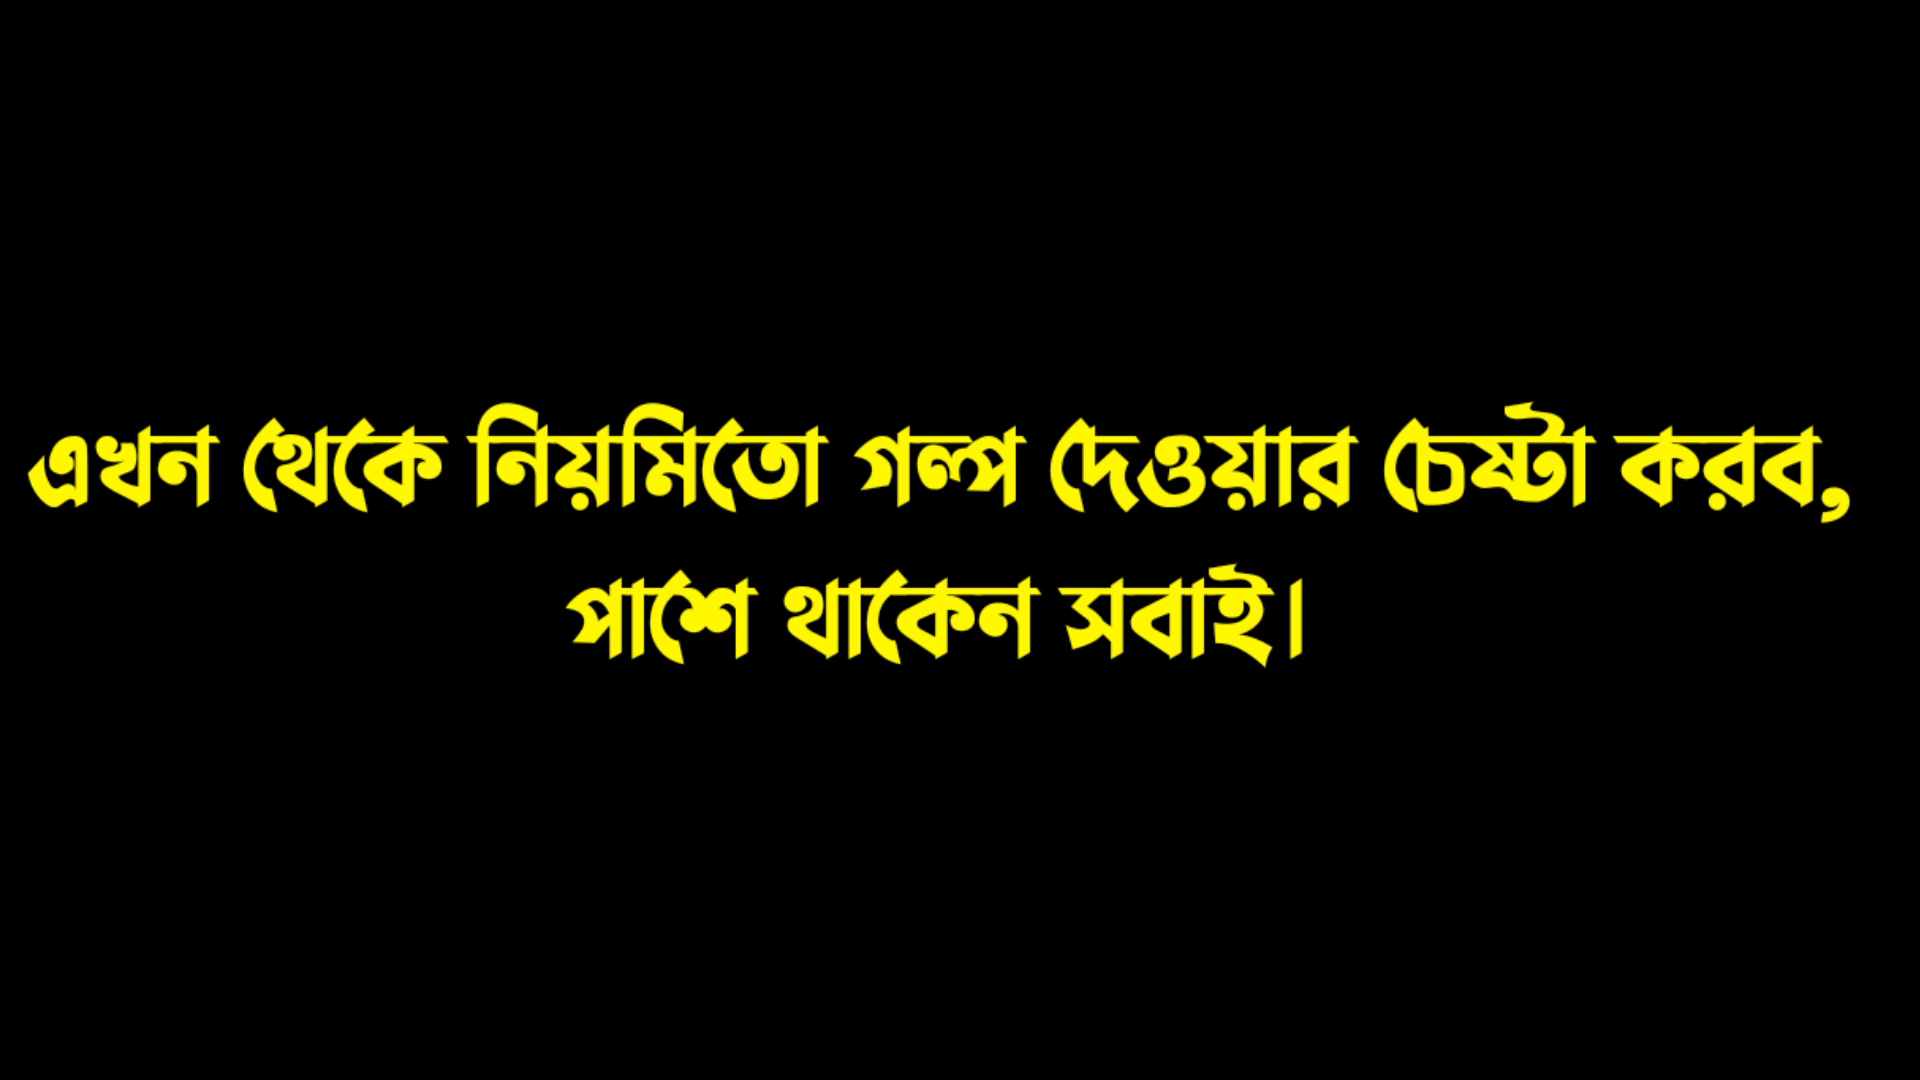 এখন থেকে নিয়মিতো গল্প দেওয়ার চেষ্টা করব,
পাশে থাকেন সবাই।